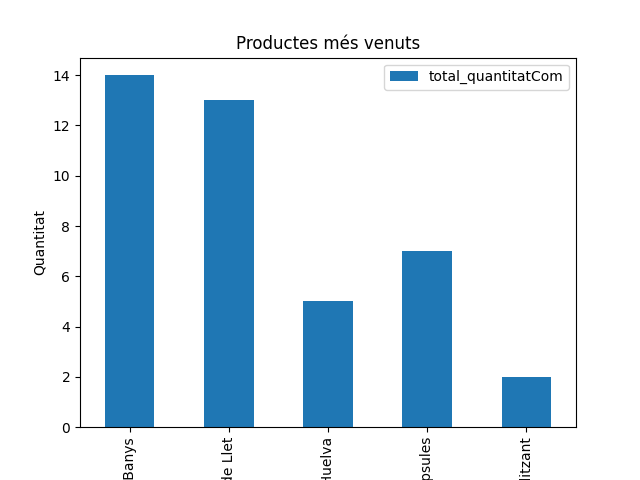 Productes més venuts
total_quantitatCom
Quantitat
14
12
10
8
6
4
2
0
Banys
de Llet
Huelva
psules
litzant